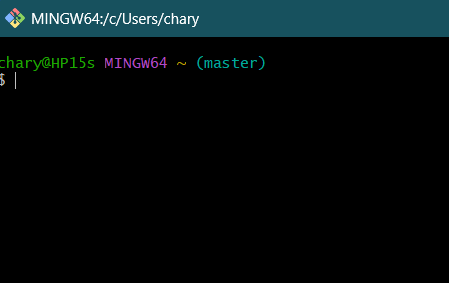 MINGW64:/c/Users/chary
chary@HP15s MINGW64 ~ (master)
$